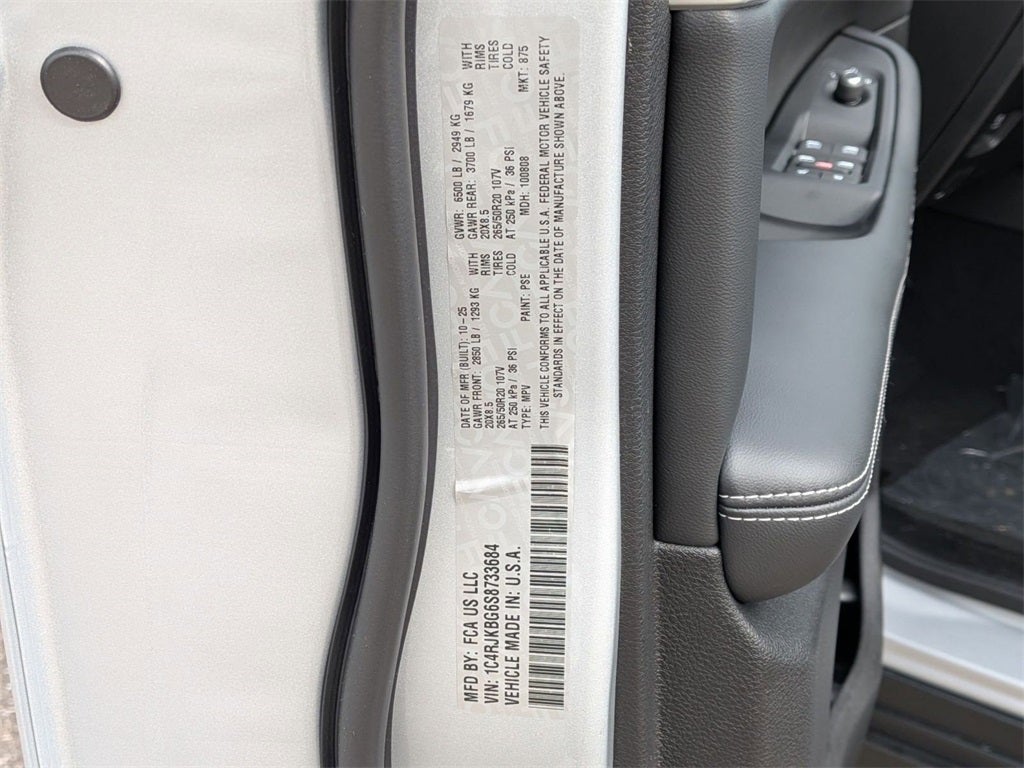 MFD BY: FCA US LLC
VIN: 1C4RJKBG6S8733684
VEHICLE MADE IN: U.S.A.
DATE OF MFR (BUILT): 10-25
GAWR FRONT: 2850 LB / 1293 KG WITH
20X8.5 RIMS
265/50R20 107V TIRES
AT 250 kPa / 36 PSI COLD
TYPE: MPV PAINT: PSE
GVWR: 6500 LB / 2949 KG
GAWR REAR: 3700 LB / 1679 KG WITH
20X8.5 RIMS
265/50R20 107V TIRES
AT 250 kPa / 36 PSI COLD
MDH: 100808 MKT: 875
THIS VEHICLE CONFORMS TO ALL APPLICABLE U.S.A. FEDERAL MOTOR VEHICLE SAFETY
STANDARDS IN EFFECT ON THE DATE OF MANUFACTURE SHOWN ABOVE.